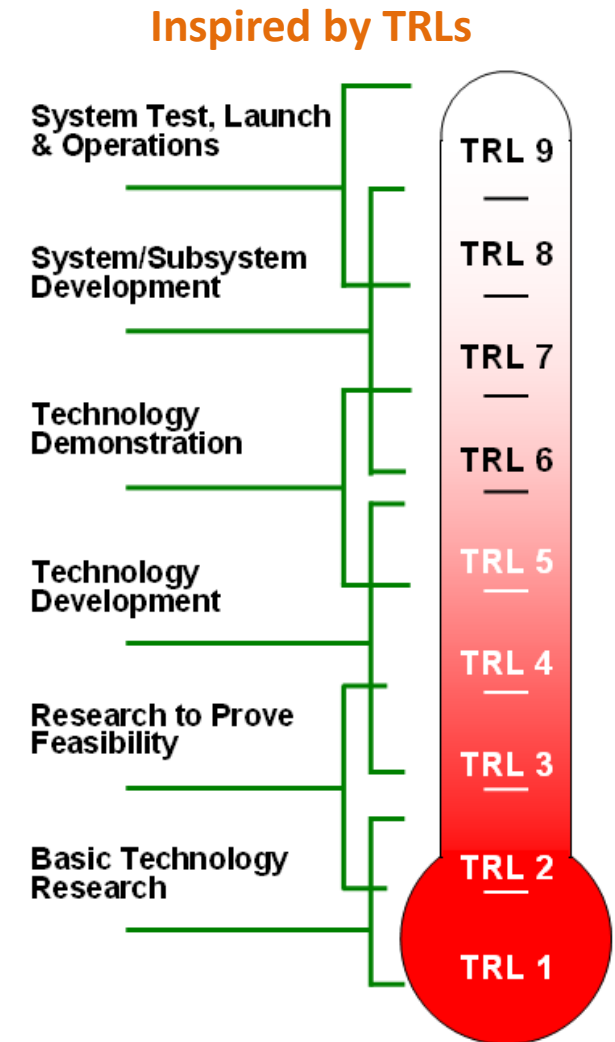 Inspired by TRLs
System Test, Launch
& Operations
System/Subsystem
Development
Technology
Demonstration
Technology
Development
Research to Prove
Feasibility
Basic Technology
Research
TRL 9
TRL 8
TRL 7
TRL 6
TRL 5
TRL 4
TRL 3
TRL 2
TRL 1